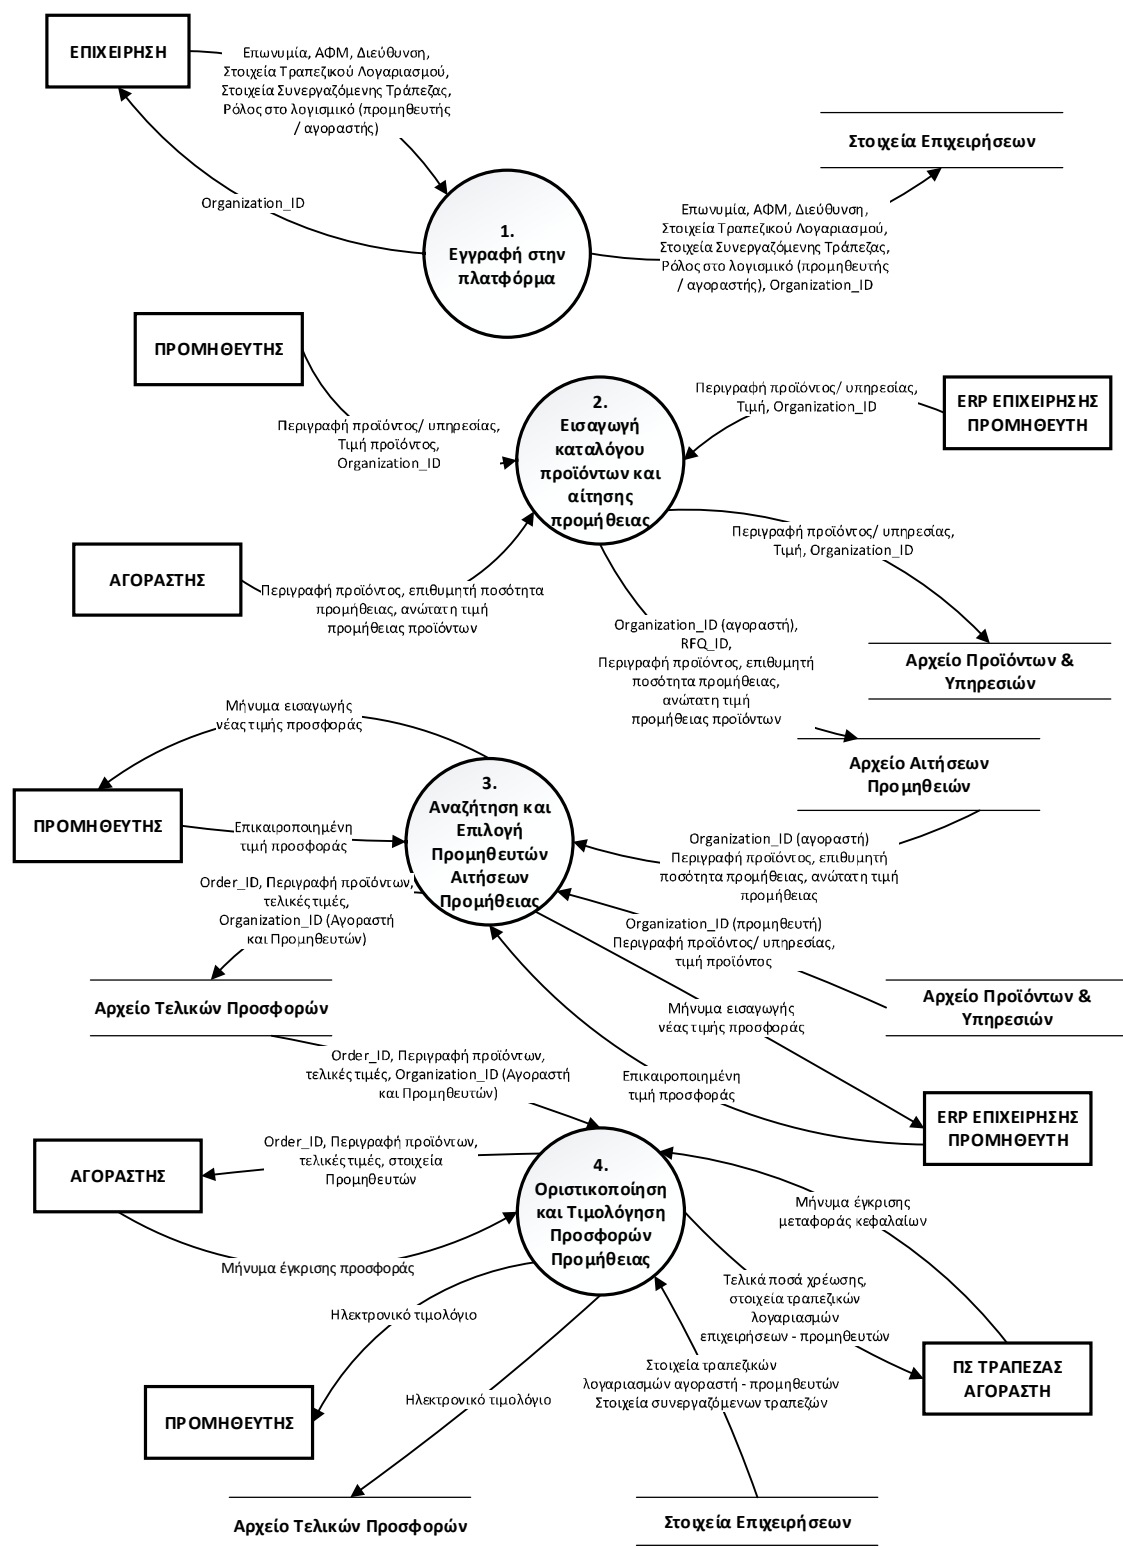 ΕΠΙΧΕΙΡΗΣΗ
Επωνυμία, ΑΦΜ, Διεύθυνση,
Στοιχεία Τραπεζικού Λογαριασμού,
Στοιχεία Συνεργαζόμενης Τράπεζας,
Ρόλος στο λογισμικό (προμηθευτής
/ αγοραστής)
Organization_ID
1.
Εγγραφή στην
πλατφόρμα
Στοιχεία Επιχειρήσεων
Επωνυμία, ΑΦΜ, Διεύθυνση,
Στοιχεία Τραπεζικού Λογαριασμού,
Στοιχεία Συνεργαζόμενης Τράπεζας,
Ρόλος στο λογισμικό (προμηθευτής
/ αγοραστής), Organization_ID
ΠΡΟΜΗΘΕΥΤΗΣ
Περιγραφή προϊόντος/ υπηρεσίας,
Τιμή προϊόντος,
Organization_ID
2.
Εισαγωγή
καταλόγου
προϊόντων και
αίτησης
προμήθειας
Περιγραφή προϊόντος/ υπηρεσίας,
Τιμή, Organization_ID
ERP ΕΠΙΧΕΙΡΗΣΗΣ
ΠΡΟΜΗΘΕΥΤΗ
ΑΓΟΡΑΣΤΗΣ
Περιγραφή προϊόντος, επιθυμητή ποσότητα
προμήθειας, ανώτατη τιμή
προμήθειας προϊόντων
Περιγραφή προϊόντος/ υπηρεσίας,
Τιμή, Organization_ID
Organization_ID (αγοραστή),
RFQ_ID,
Περιγραφή προϊόντος, επιθυμητή
ποσότητα προμήθειας,
ανώτατη τιμή
προμήθειας προϊόντων
Αρχείο Προϊόντων &
Υπηρεσιών
Μήνυμα εισαγωγής
νέας τιμής προσφοράς
Αρχείο Αιτήσεων
Προμηθειών
ΠΡΟΜΗΘΕΥΤΗΣ
Επικαιροποιημένη
τιμή προσφοράς
3.
Αναζήτηση και
Επιλογή
Προμηθευτών
Αιτήσεων
Προμήθειας
Organization_ID (αγοραστή)
Περιγραφή προϊόντος, επιθυμητή
ποσότητα προμήθειας, ανώτατη τιμή
προμήθειας
Order_ID, Περιγραφή προϊόντων,
τελικές τιμές,
Organization_ID (Αγοραστή
και Προμηθευτών)
Organization_ID (προμηθευτή)
Περιγραφή προϊόντος/ υπηρεσίας,
τιμή προϊόντος
Αρχείο Τελικών Προσφορών
Αρχείο Προϊόντων &
Υπηρεσιών
Μήνυμα εισαγωγής
νέας τιμής προσφοράς
Order_ID, Περιγραφή προϊόντων,
τελικές τιμές, Organization_ID (Αγοραστή
και Προμηθευτών)
Επικαιροποιημένη
τιμή προσφοράς
ERP ΕΠΙΧΕΙΡΗΣΗΣ
ΠΡΟΜΗΘΕΥΤΗ
ΑΓΟΡΑΣΤΗΣ
Order_ID, Περιγραφή προϊόντων,
τελικές τιμές, στοιχεία
Προμηθευτών
4.
Οριστικοποίηση
και Τιμολόγηση
Προσφορών
Προμήθειας
Μήνυμα έγκρισης
μεταφοράς κεφαλαίων
Μήνυμα έγκρισης προσφοράς
Τελικά ποσά χρέωσης,
στοιχεία τραπεζικών
λογαριασμών
επιχειρήσεων - προμηθευτών
Ηλεκτρονικό τιμολόγιο
ΠΣ ΤΡΑΠΕΖΑΣ
ΑΓΟΡΑΣΤΗ
Στοιχεία τραπεζικών
λογαριασμών αγοραστή - προμηθευτών
Στοιχεία συνεργαζόμενων τραπεζών
Ηλεκτρονικό τιμολόγιο
ΠΡΟΜΗΘΕΥΤΗΣ
Αρχείο Τελικών Προσφορών
Στοιχεία Επιχειρήσεων